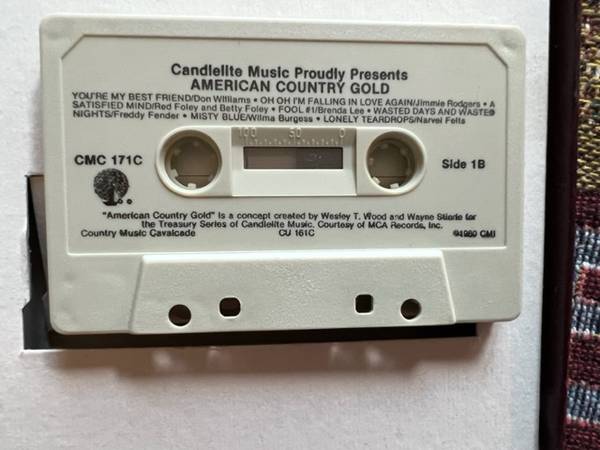 Candlelite Music Proudly Presents
AMERICAN COUNTRY GOLD
YOU'RE MY BEST FRIEND/Don Williams • OH OH I'M FALLING IN LOVE AGAIN/Jimmie Rodgers • A
SATISFIED MIND/Red Foley and Betty Foley • FOOL #1/Brenda Lee • WASTED DAYS AND WASTED
NIGHTS/Freddy Fender • MISTY BLUE/Wilma Burgess • LONELY TEARDROPS/Narvel Felts
100 50 0
CMC 171C
Side 1B
"American Country Gold" is a concept created by Wesley T. Wood and Wayne for
the Treasury Series of Candlelite Music. Courtesy of MCA Records, Inc.
Country Music Cavalcade CU 161C ℗1980 CMI